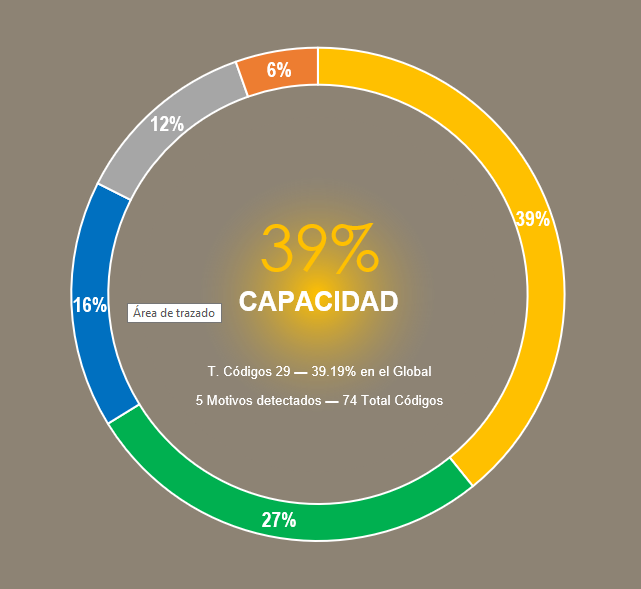 6%
12%
39%
39%
CAPACIDAD
16%
Área de trazado
T. Códigos 29 — 39.19% en el Global
5 Motivos detectados — 74 Total Códigos
27%